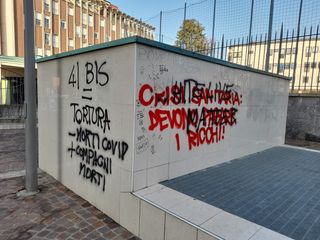 41 BIS
=
TORTURA
- MORTI COVID
+ COMPAGNI
MORTI
CRISI SANITARIA:
DEVONO PAGARE
I RICCHI!